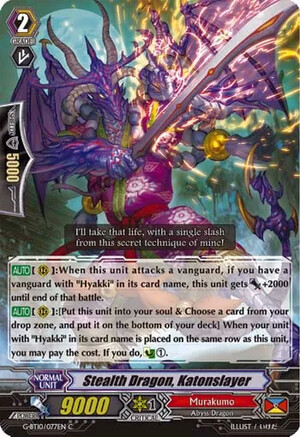 2
GRADE
5000
I'll take that life, with a single slash
from this secret technique of mine!
AUTO [ ]:When this unit attacks a vanguard, if you have a
vanguard with "Hyakki" in its card name, this unit gets +2000
until end of that battle.
AUTO [ ]:[Put this unit into your soul & Choose a card from your
drop zone, and put it on the bottom of your deck] When your unit
with "Hyakki" in its card name is placed on the same row as this unit,
you may pay the cost. If you do, 1.
NORMAL
UNIT
Stealth Dragon, Katonslayer
POWER
9000
1
CRITICAL
Murakumo
Abyss Dragon
G-BT10/077EN C